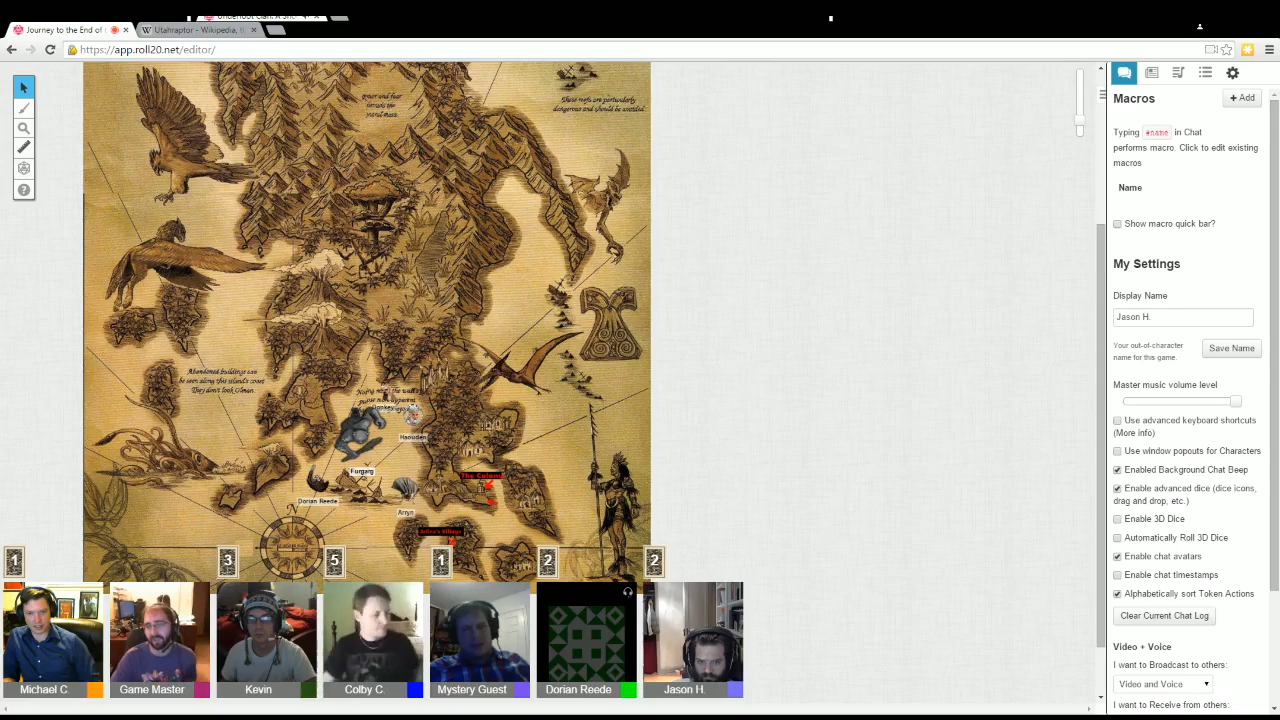 Journey to the End of
Utahraptor - Wikipedia,
https://app.roll20.net/editor/
These reefs are particularly
dangerous and should be avoided
Abandoned buildings can
be seen along this island's coast
They don't look Olman.
Haouden
Furgarg
Dorian Reede
Arryn
The Colony
N
1
3
5
1
2
2
Michael C
Game Master
Kevin
Colby C.
Mystery Guest
Dorian Reede
Jason H.
Macros
+ Add
Typing #name in Chat
performs macro. Click to edit existing
macros
Name
Show macro quick bar?
My Settings
Display Name
Jason H.
Your out-of-character
name for this game.
Save Name
Master music volume level
Use advanced keyboard shortcuts
(More info)
Use window popouts for Characters
Enabled Background Chat Beep
Enable advanced dice (dice icons,
drag and drop, etc.)
Enable 3D Dice
Automatically Roll 3D Dice
Enable chat avatars
Enable chat timestamps
Alphabetically sort Token Actions
Clear Current Chat Log
Video + Voice
I want to Broadcast to others:
Video and Voice
I want to Receive from others: